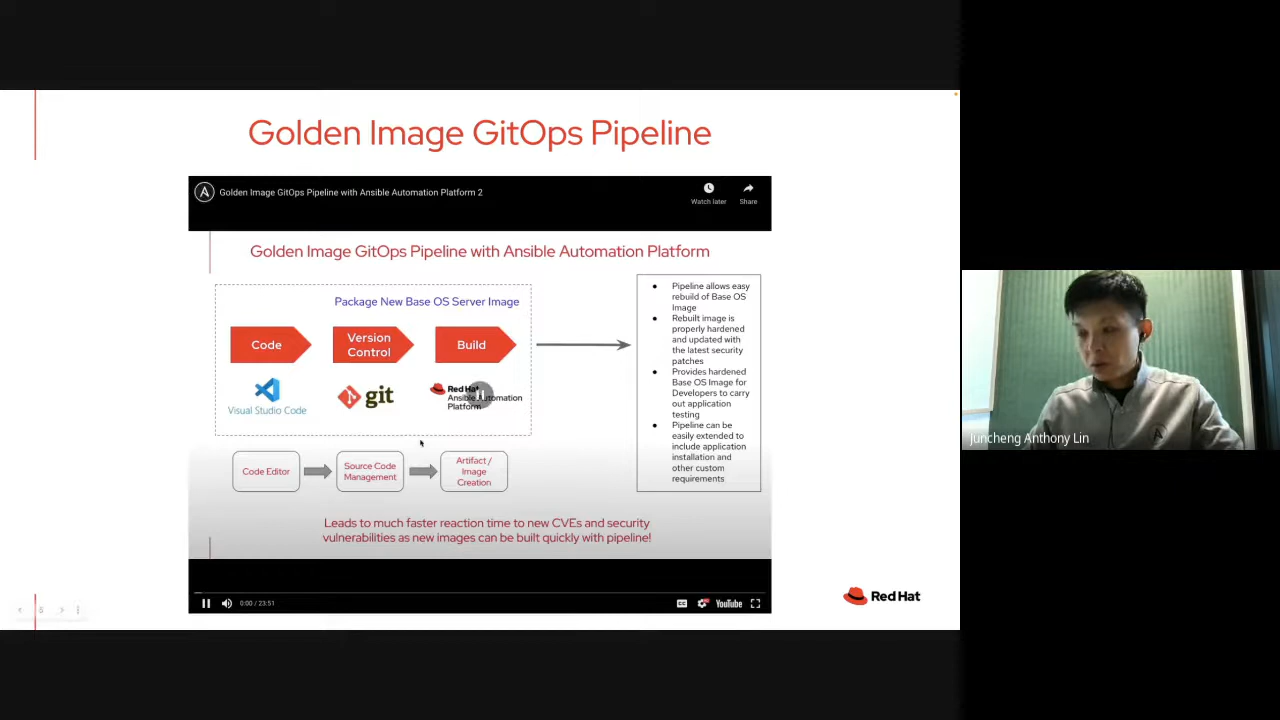 Golden Image GitOps Pipeline
Golden Image GitOps Pipeline with Ansible Automation Platform 2
Watch later
Share
Golden Image GitOps Pipeline with Ansible Automation Platform
Package New Base OS Server Image
Code
Version
Control
Build
Visual Studio Code
git
Red Hat
Ansible Automation
Platform
Code Editor
Source Code
Management
Artifact /
Image
Creation
Pipeline allows easy
rebuild of Base OS
Image
Rebuilt image is
properly hardened
and updated with
the latest security
patches
Provides hardened
Base OS Image for
Developers to carry
out application
testing
Pipeline can be
easily extended to
include application
installation and
other custom
requirements
Leads to much faster reaction time to new CVEs and security
vulnerabilities as new images can be built quickly with pipeline!
0:00 / 23:51
CC
YouTube
6
Red Hat
Juncheng Anthony Lin